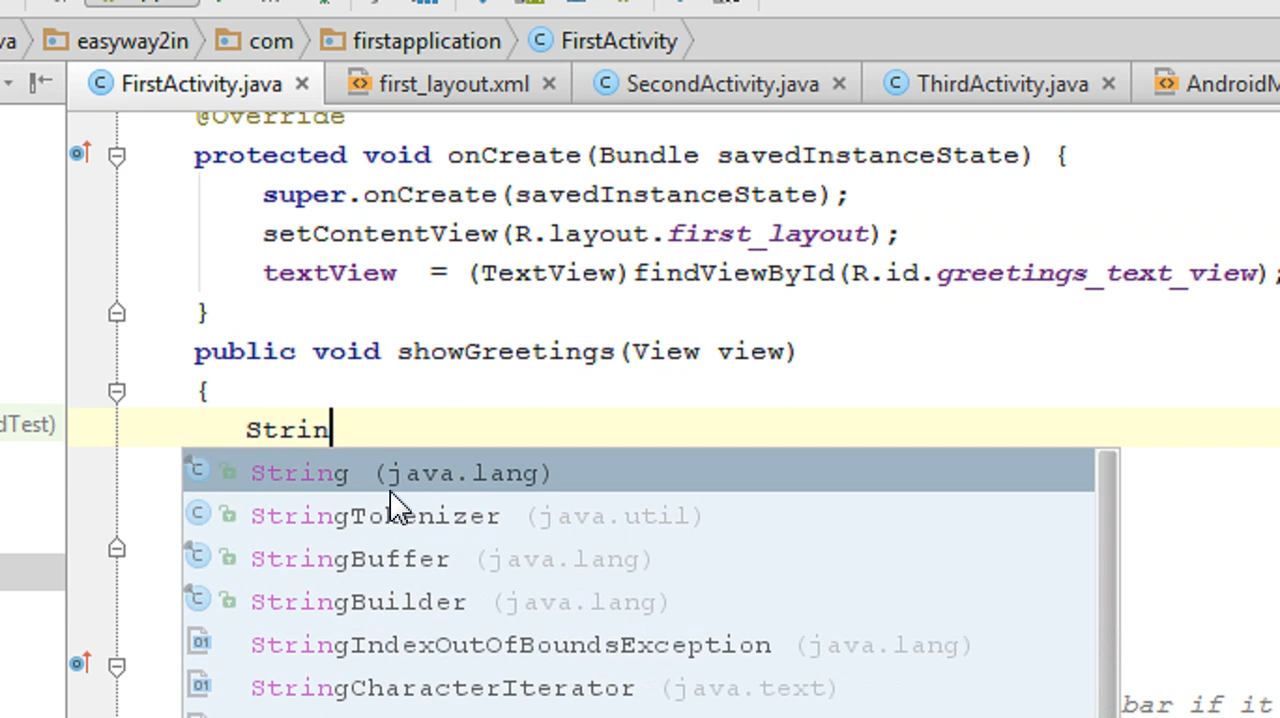 va easyway2in com firstapplication FirstActivity
FirstActivity.java first_layout.xml SecondActivity.java ThirdActivity.java AndroidM
@Override
protected void onCreate(Bundle savedInstanceState) {
super.onCreate(savedInstanceState);
setContentView(R.layout.first_layout);
textView = (TextView)findViewById(R.id.greetings_text_view);
}
public void showGreetings(View view)
{
dTest) Strin
String (java.lang)
StringTokenizer (java.util)
StringBuffer (java.lang)
StringBuilder (java.lang)
StringIndexOutOfBoundsException (java.lang)
StringCharacterIterator (java.text)
bar if it